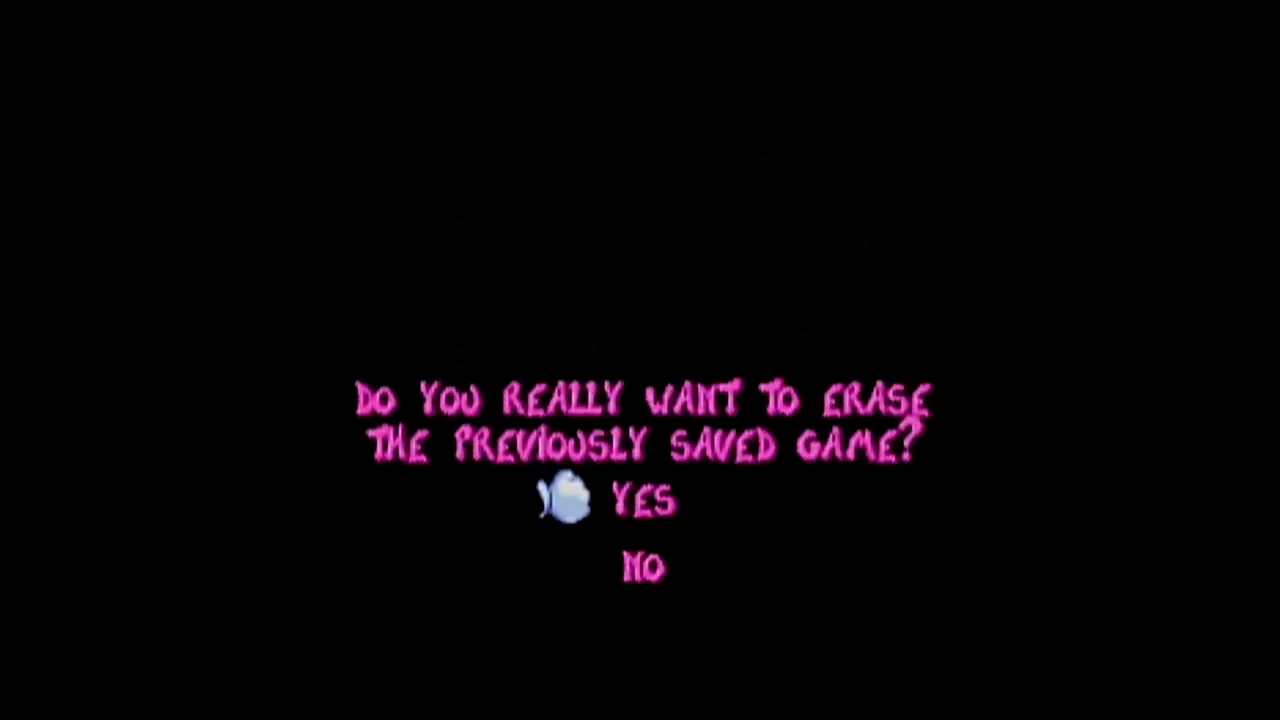 DO YOU REALLY WANT TO ERASE
THE PREVIOUSLY SAVED GAME?
YES
NO